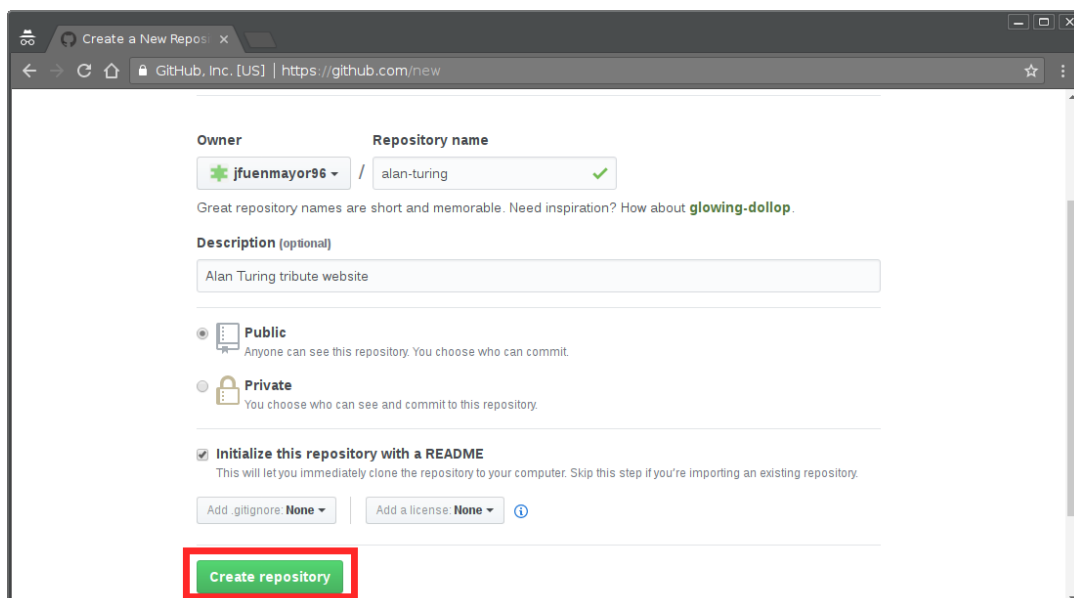 Create a New Reposi
GitHub, Inc. [US] | https://github.com/new
Owner
Repository name
jfuenmayor96
/
alan-turing
Great repository names are short and memorable. Need inspiration? How about glowing-dollop.
Description (optional)
Alan Turing tribute website
Public
Anyone can see this repository. You choose who can commit.
Private
You choose who can see and commit to this repository.
Initialize this repository with a README
This will let you immediately clone the repository to your computer. Skip this step if you're importing an existing repository.
Add .gitignore: None
Add a license: None
Create repository